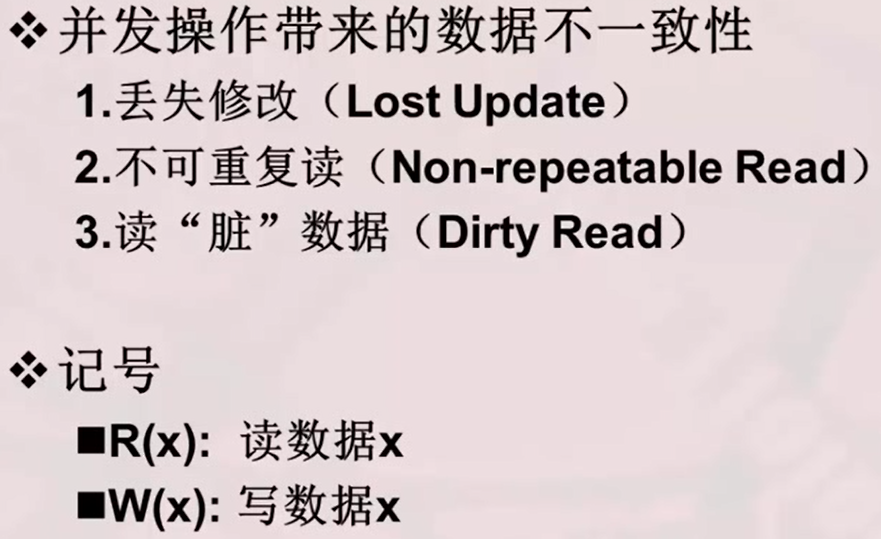 ❖并发操作带来的数据不一致性
1.丢失修改（Lost Update）
2.不可重复读（Non-repeatable Read）
3.读“脏”数据（Dirty Read）
❖记号
■R(x): 读数据x
■W(x): 写数据x